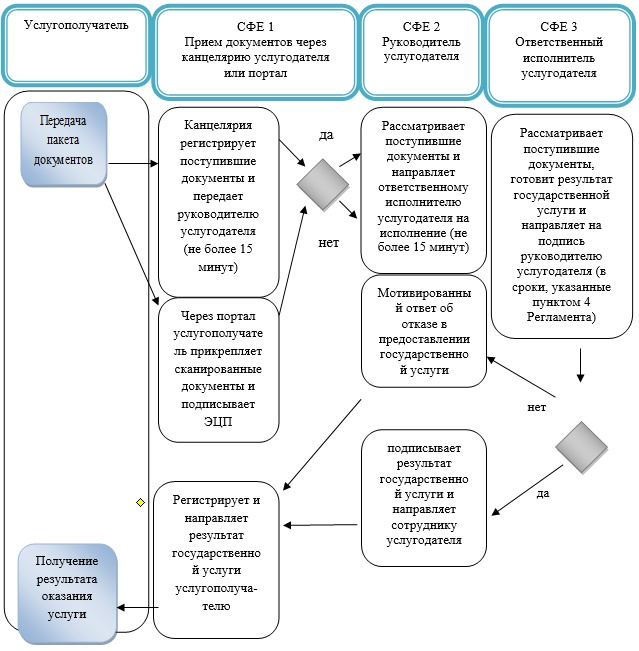 Услугополучатель
СФЕ 1
Прием документов через
канцелярию услугодателя
или портал
СФЕ 2
Руководитель
услугодателя
СФЕ 3
Ответственный
исполнитель
услугодателя
Передача
пакета
документов
Канцелярия
регистрирует
поступившие
документы и
передает
руководителю
услугодателя
(не более 15
минут)
да
нет
Рассматривает
поступившие
документы и
направляет
ответственному
исполнителю
услугодателя на
исполнение (не
более 15 минут)
Рассматривает
поступившие
документы,
готовит результат
государственной
услуги и
направляет на
подпись
руководителю
услугодателя (в
сроки, указанные
пунктом 4
Регламента)
Через портал
услугополучате
ль прикрепляет
сканированные
документы и
подписывает
ЭЦП
Мотивированны
й ответ об
отказе в
предоставлении
государственно
й услуги
нет
да
подписывает
результат
государственно
й услуги и
направляет
сотруднику
услугодателя
Регистрирует и
направляет
результат
государственно
й услуги
услугополуча-
телю
Получение
результата
оказания
услуги